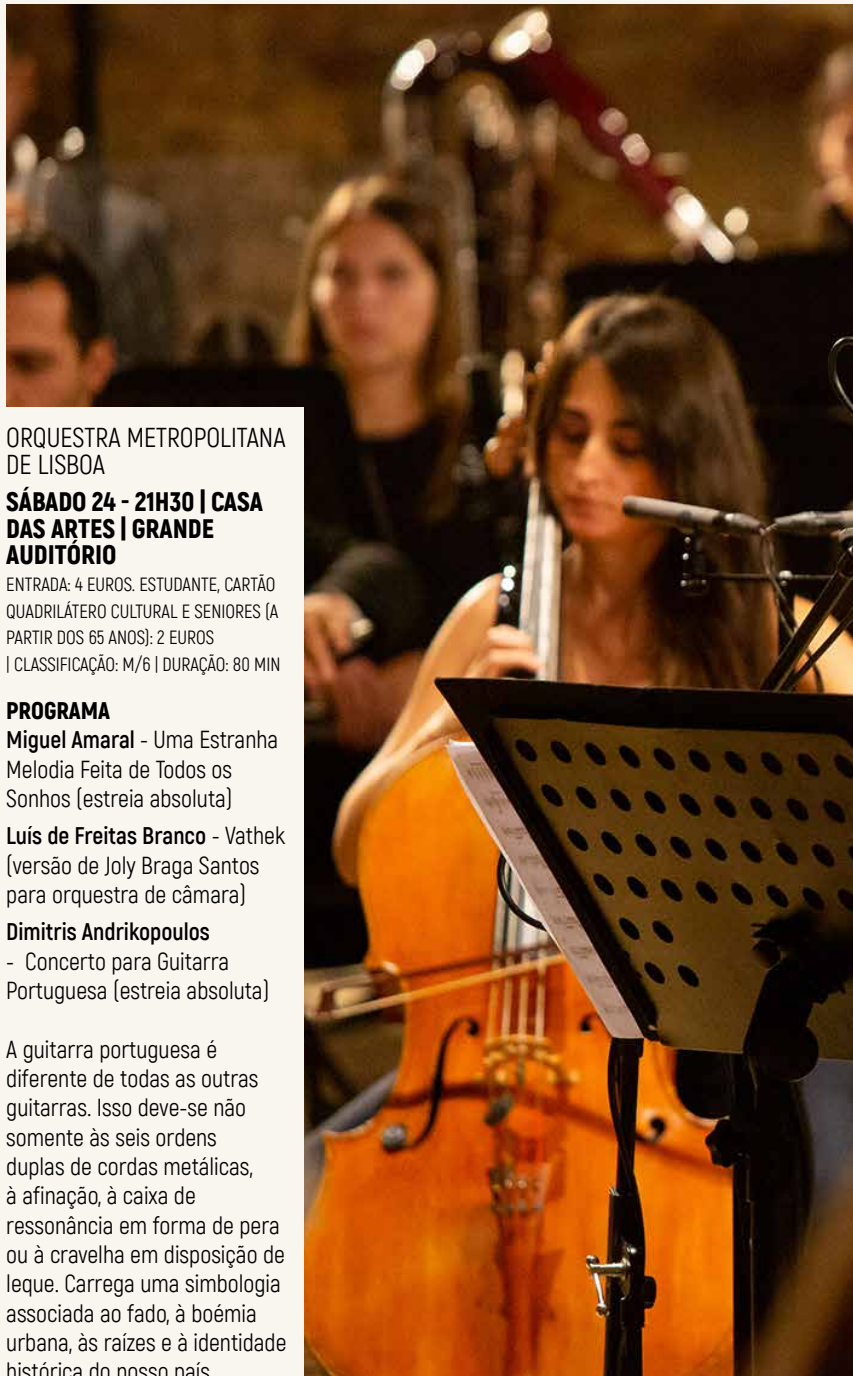 ORQUESTRA METROPOLITANA
DE LISBOA
SÁBADO 24 - 21H30 | CASA
DAS ARTES | GRANDE
AUDITÓRIO
ENTRADA: 4 EUROS. ESTUDANTE, CARTÃO
QUADRILÁTERO CULTURAL E SENIORES (A
PARTIR DOS 65 ANOS): 2 EUROS
| CLASSIFICAÇÃO: M/6 | DURAÇÃO: 80 MIN
PROGRAMA
Miguel Amaral - Uma Estranha
Melodia Feita de Todos os
Sonhos (estreia absoluta)
Luís de Freitas Branco - Vathek
(versão de Joly Braga Santos
para orquestra de câmara)
Dimitris Andrikopoulos
- Concerto para Guitarra
Portuguesa (estreia absoluta)
A guitarra portuguesa é
diferente de todas as outras
guitarras. Isso deve-se não
somente às seis ordens
duplas de cordas metálicas,
à afinação, à caixa de
ressonância em forma de pera
ou à cravelha em disposição de
leque. Carrega uma simbologia
associada ao fado, à boémia
urbana, às raízes e à identidade
histórica do nosso país